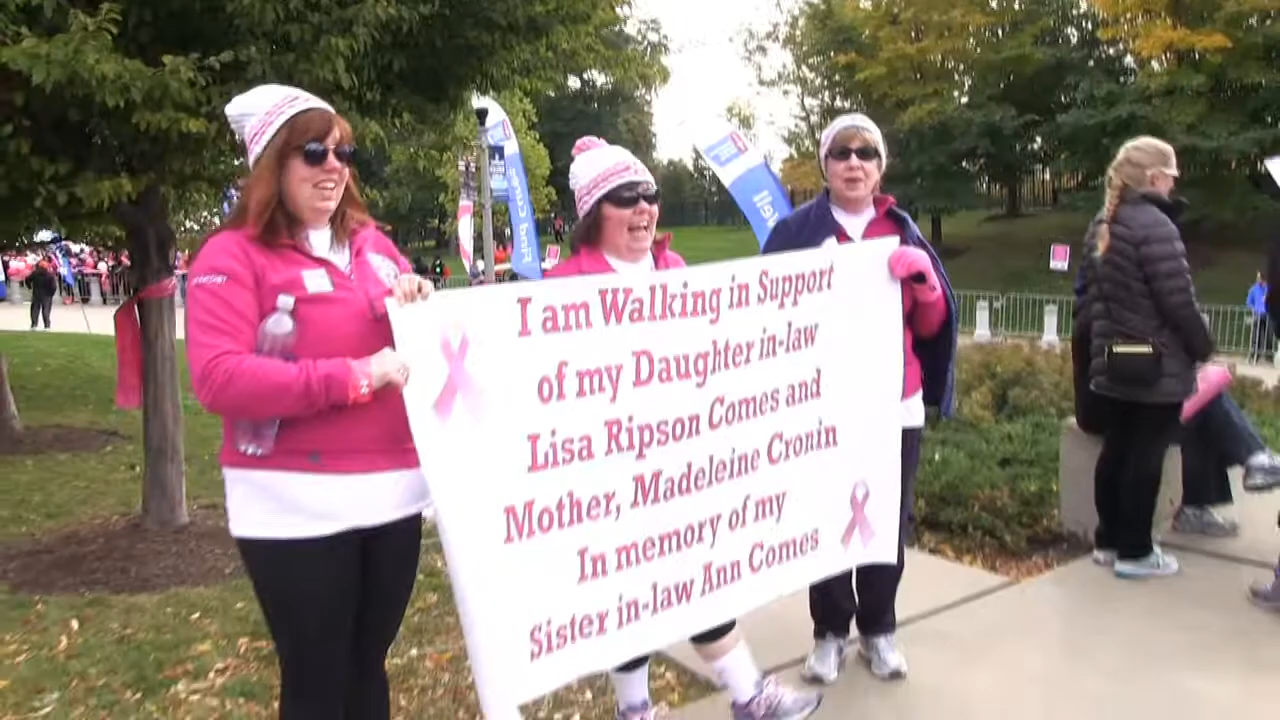 I am Walking in Support
of my Daughter in-law
Lisa Ripson Comes and
Mother, Madeleine Cronin
In memory of my
Sister in-law Ann Comes